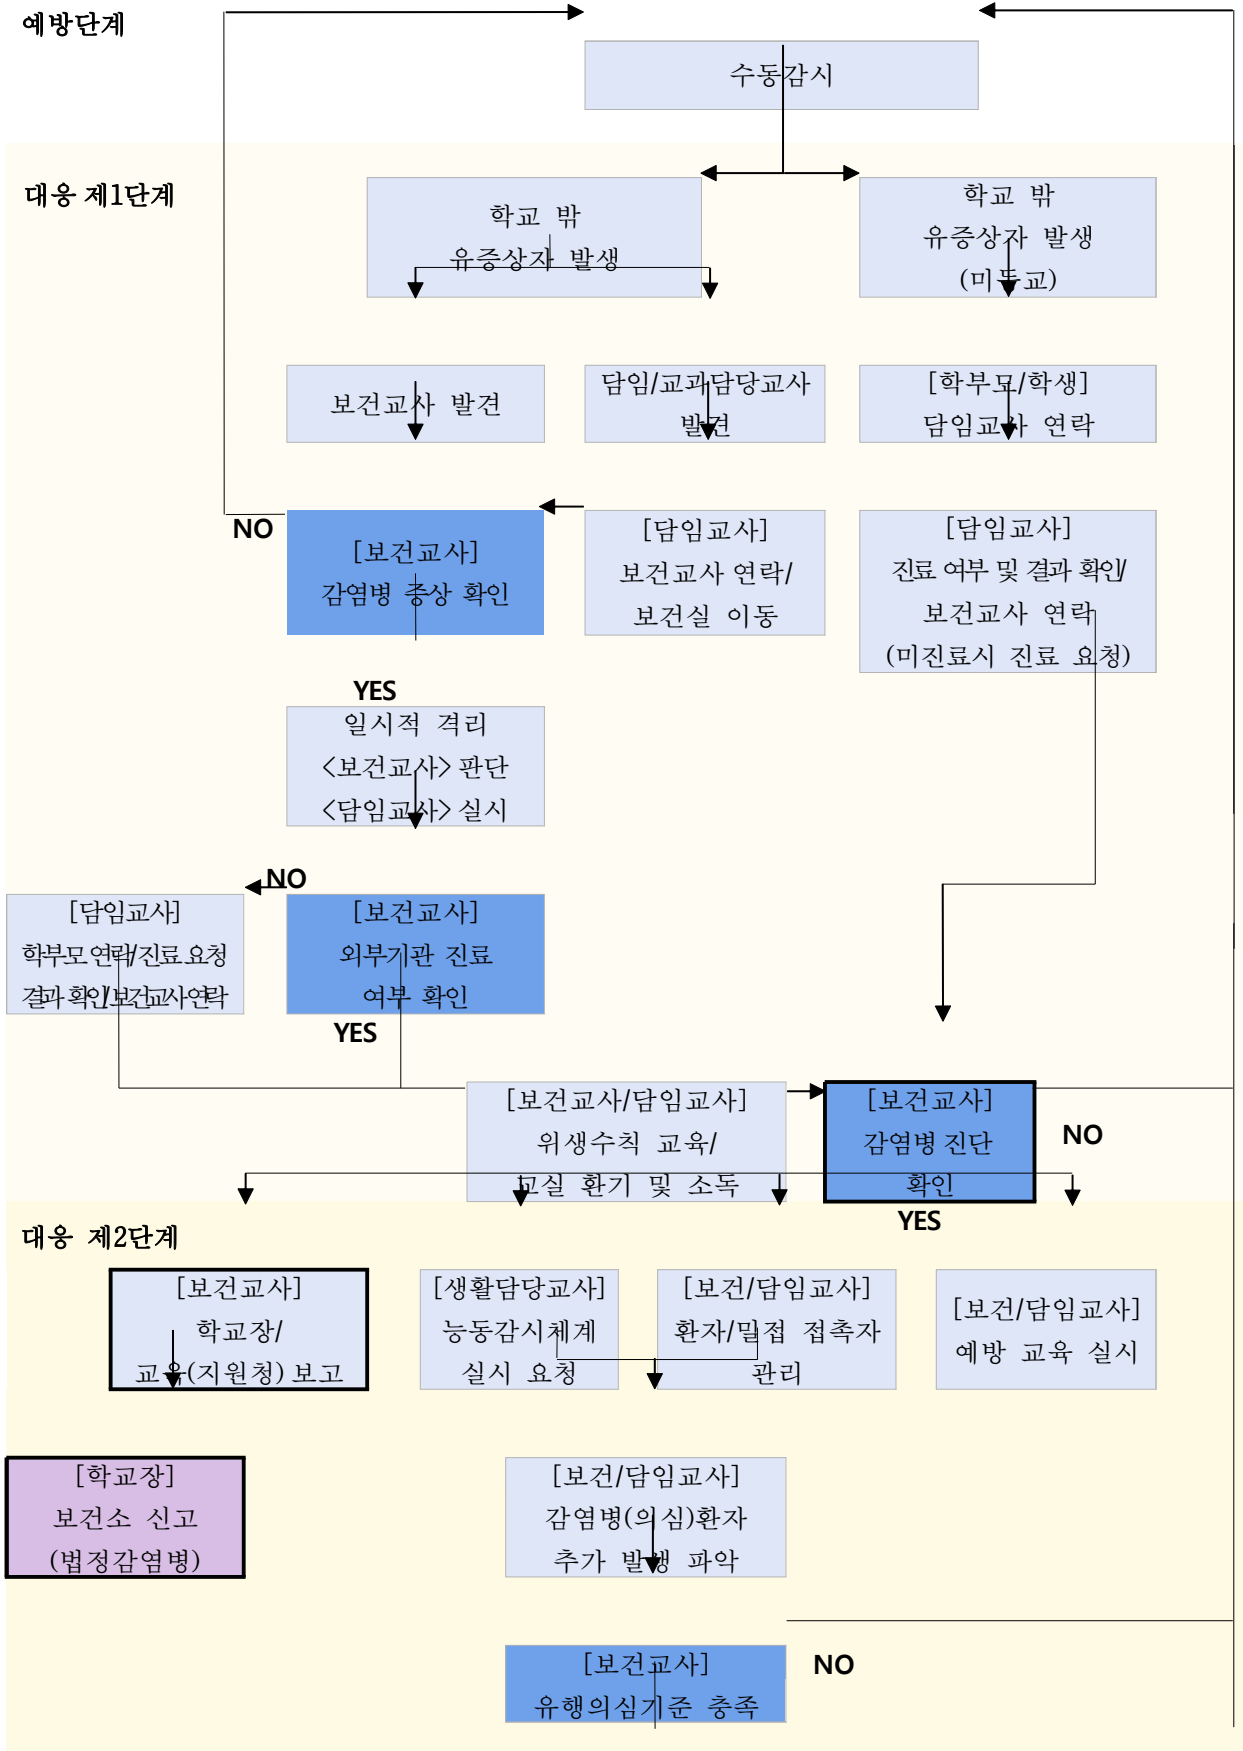 예방단계
수동감시
대응 제1단계
학교 밖
유증상자 발생
학교 밖
유증상자 발생
(미등교)
보건교사 발견
담임/교과담당교사
발견
[학부모/학생]
담임교사 연락
NO
[보건교사]
감염병 증상 확인
[담임교사]
보건교사 연락/
보건실 이동
[담임교사]
진료 여부 및 결과 확인/
보건교사 연락
(미진료시 진료 요청)
YES
일시적 격리
<보건교사> 판단
<담임교사> 실시
NO
[담임교사]
학부모 연락/진료 요청
결과 확인/보건교사 연락
[보건교사]
외부기관 진료
여부 확인
YES
[보건교사/담임교사]
위생수칙 교육/
교실 환기 및 소독
[보건교사]
감염병 진단
확인
NO
YES
대응 제2단계
[보건교사]
학교장/
교육(지원청) 보고
[생활담당교사]
능동감시체계
실시 요청
[보건/담임교사]
환자/밀접 접촉자
관리
[보건/담임교사]
예방 교육 실시
[학교장]
보건소 신고
(법정감염병)
[보건/담임교사]
감염병(의심)환자
추가 발생 파악
[보건교사]
유행의심기준 충족
NO